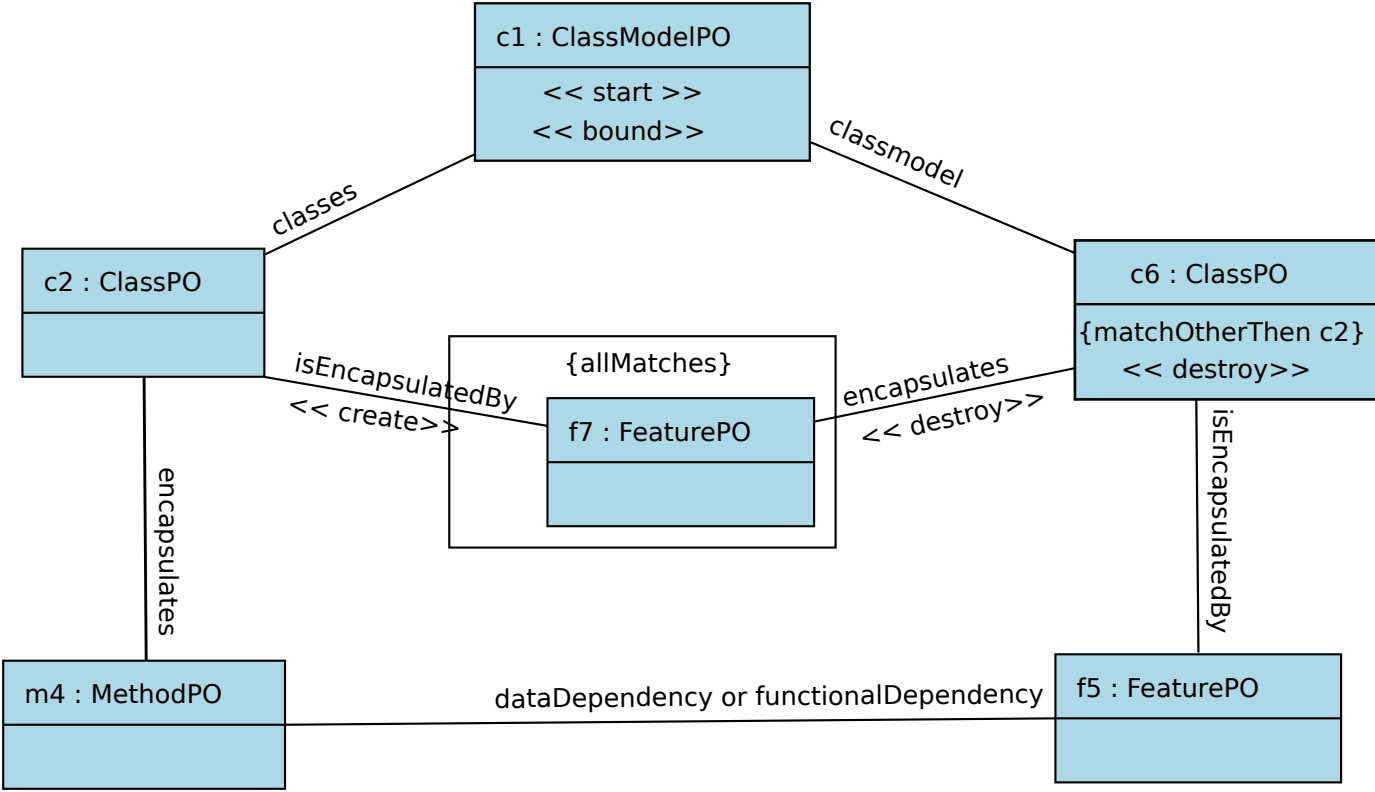 c1 : ClassModelPO
<< start >>
<< bound>>
classes
classmodel
c2 : ClassPO
c6 : ClassPO
{matchOtherThen c2}
<< destroy>>
isEncapsulatedBy
<< create>>
{allMatches}
f7 : FeaturePO
encapsulates
<< destroy>>
encapsulates
isEncapsulatedBy
m4 : MethodPO
dataDependency or functionalDependency
f5 : FeaturePO